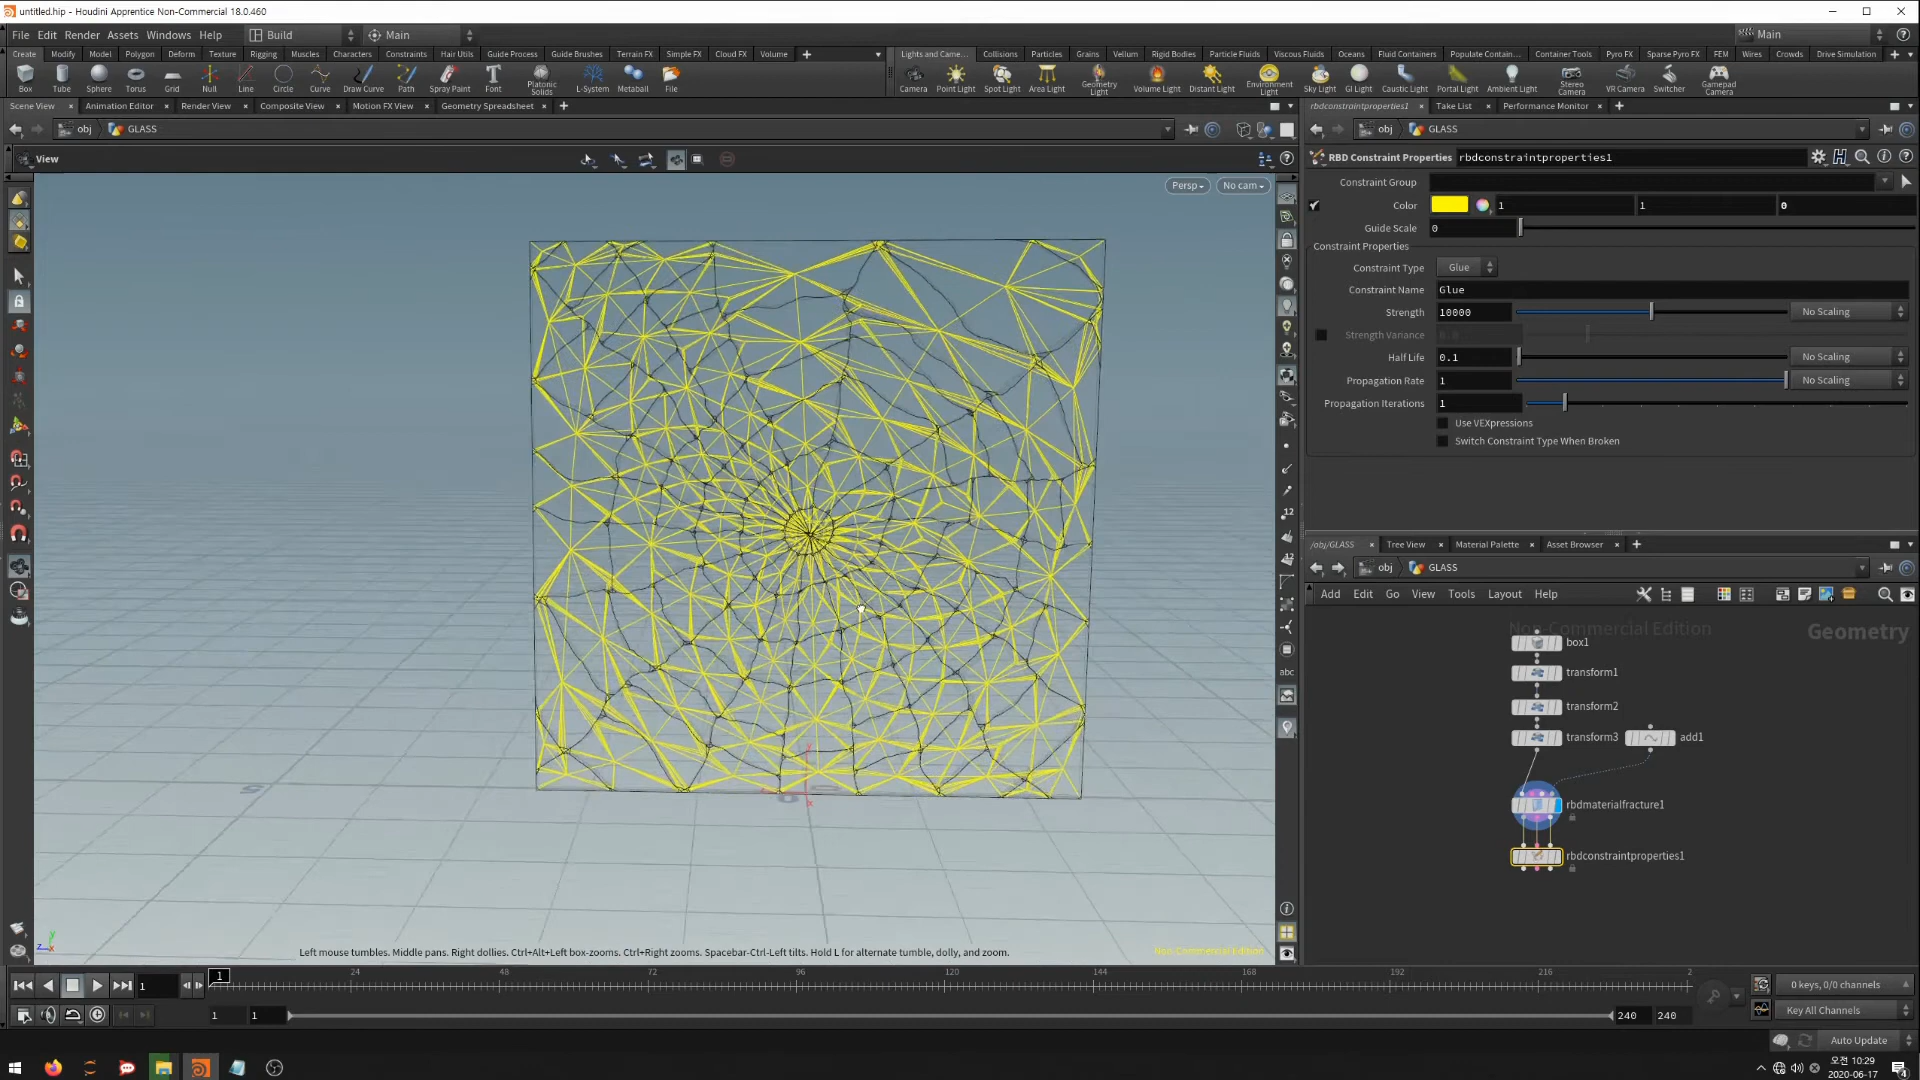 untitled.hip - Houdini Apprentice Non-Commercial 18.0.460
File Edit Render Assets Windows Help Build Main Main
Create Modify Model Polygon Deform Texture Rigging Muscles Characters Constraints Hair Utils Guide Process Guide Brushes Terrain FX Simple FX Cloud FX Volume
Lights and Came... Collisions Particles Grains Vellum Rigid Bodies Particle Fluids Viscous Fluids Oceans Fluid Containers Populate Contain... Container Tools Pyro FX Sparse Pyro FX FEM Wires Crowds Drive Simulation
Box Tube Sphere Torus Grid Null Line Circle Curve Draw Curve Path Spray Paint Font Platonic Solids L-System Metaball File
Camera Point Light Spot Light Area Light Geometry Light Volume Light Distant Light Environment Light Sky Light GI Light Caustic Light Portal Light Ambient Light Stereo Camera VR Camera Switcher Gamepad Camera
Scene View Animation Editor Render View Composite View Motion FX View Geometry Spreadsheet
rbdconstraintproperties1 Take List Performance Monitor
obj GLASS
obj GLASS
View
RBD Constraint Properties rbdconstraintproperties1
Persp No cam
Constraint Group
Color 1 1 0
Guide Scale 0
Constraint Properties
Constraint Type Glue
Constraint Name Glue
Strength 10000 No Scaling
Strength Variance
Half Life 0.1 No Scaling
Propagation Rate 1 No Scaling
Propagation Iterations 1
Use VEXpressions
Switch Constraint Type When Broken
/obj/GLASS Tree View Material Palette Asset Browser
obj GLASS
Add Edit Go View Tools Layout Help
Non-Commercial Edition
Geometry
box1
transform1
transform2
transform3 add1
rbdmaterialfracture1
rbdconstraintproperties1
12
abc
y
x
y
z x
Left mouse tumbles. Middle pans. Right dollies. Ctrl+Alt+Left box-zooms. Ctrl+Right zooms. Spacebar-Ctrl-Left tilts. Hold L for alternate tumble, dolly, and zoom.
Non-Commercial Edition
1 1 24 48 72 96 120 144 168 192 216 2
0 keys, 0/0 channels
1 1 240 240
Key All Channels
Auto Update
오전 10:29
2020-06-17
4